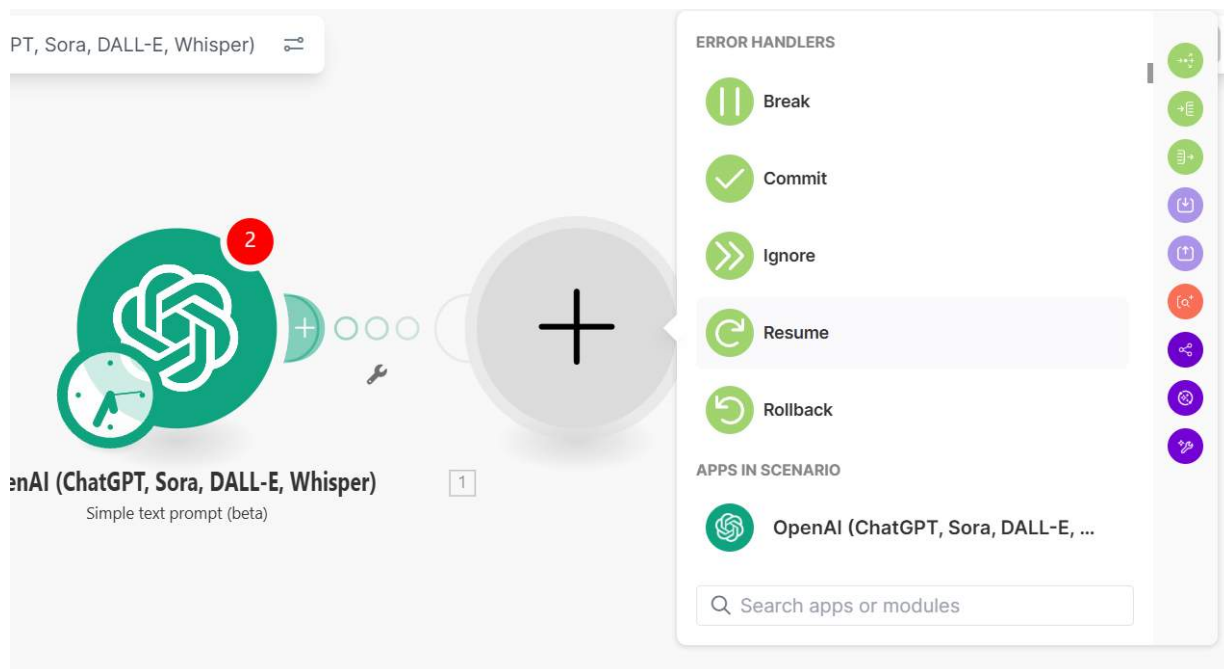 PT, Sora, DALL-E, Whisper)
2
enAI (ChatGPT, Sora, DALL-E, Whisper)
Simple text prompt (beta)
1
ERROR HANDLERS
Break
Commit
Ignore
Resume
Rollback
APPS IN SCENARIO
OpenAI (ChatGPT, Sora, DALL-E, ...
Search apps or modules